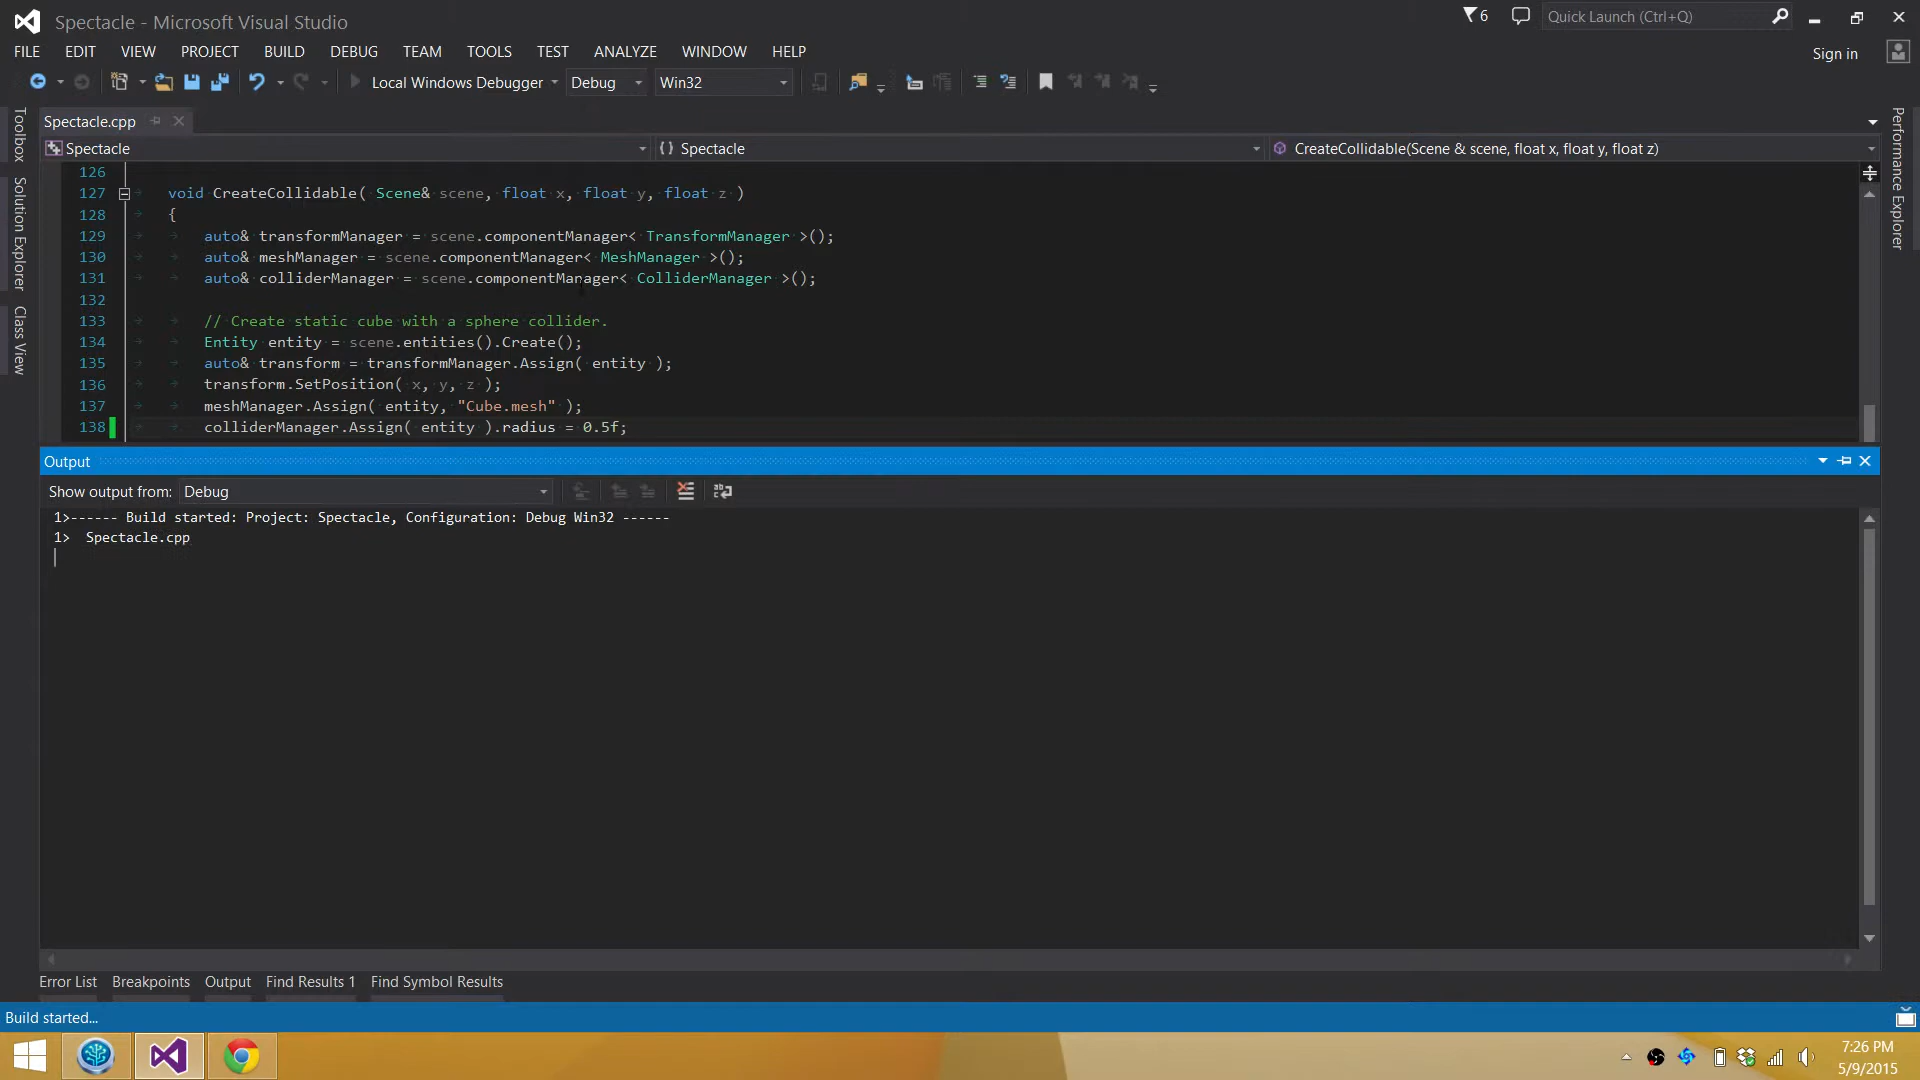 Spectacle - Microsoft Visual Studio
6
Quick Launch (Ctrl+Q)
FILE EDIT VIEW PROJECT BUILD DEBUG TEAM TOOLS TEST ANALYZE WINDOW HELP
Sign in
Local Windows Debugger Debug Win32
Toolbox
Solution Explorer
Class View
Performance Explorer
Spectacle.cpp
Spectacle { } Spectacle CreateCollidable(Scene & scene, float x, float y, float z)
126
127 void CreateCollidable( Scene& scene, float x, float y, float z )
128 {
129 auto& transformManager = scene.componentManager< TransformManager >();
130 auto& meshManager = scene.componentManager< MeshManager >();
131 auto& colliderManager = scene.componentManager< ColliderManager >();
132
133 // Create static cube with a sphere collider.
134 Entity entity = scene.entities().Create();
135 auto& transform = transformManager.Assign( entity );
136 transform.SetPosition( x, y, z );
137 meshManager.Assign( entity, "Cube.mesh" );
138 colliderManager.Assign( entity ).radius = 0.5f;
Output
Show output from: Debug
1>------ Build started: Project: Spectacle, Configuration: Debug Win32 ------
1> Spectacle.cpp
Error List Breakpoints Output Find Results 1 Find Symbol Results
Build started...
7:26 PM
5/9/2015